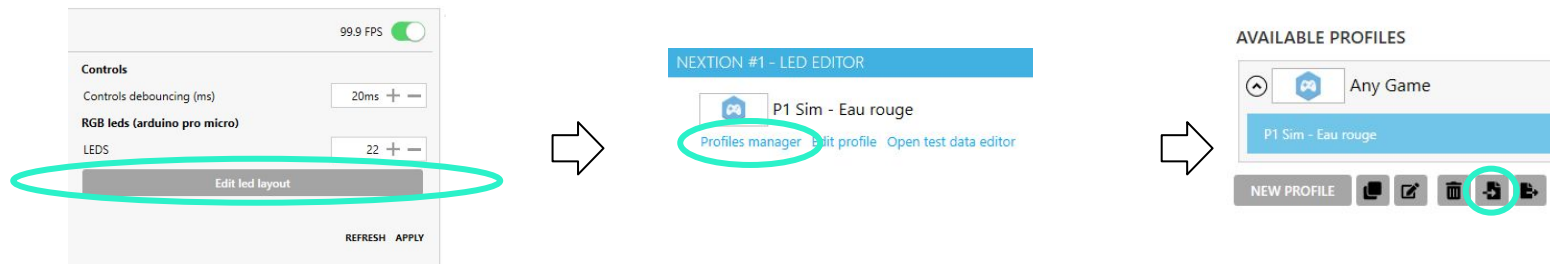 99.9 FPS
Controls
Controls debouncing (ms) 20ms
RGB leds (arduino pro micro)
LEDS 22
Edit led layout
REFRESH APPLY
NEXTION #1 - LED EDITOR
P1 Sim - Eau rouge
Profiles manager Edit profile Open test data editor
AVAILABLE PROFILES
Any Game
P1 Sim - Eau rouge
NEW PROFILE